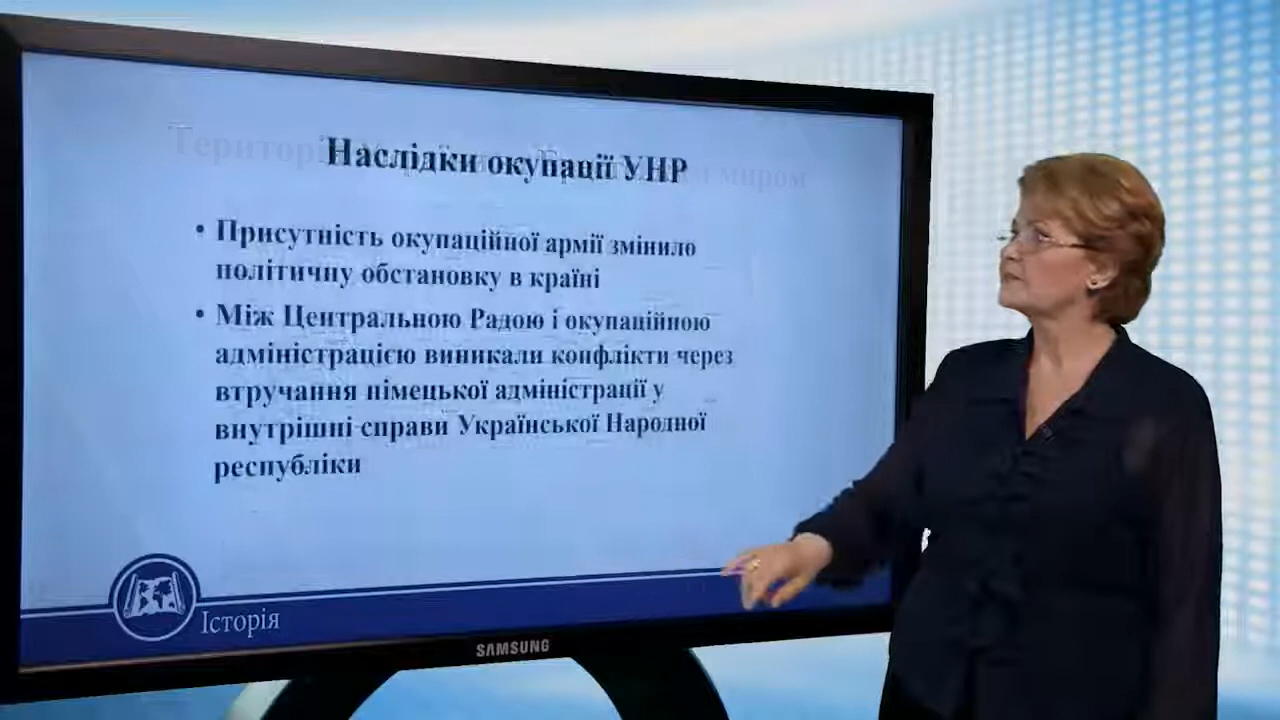 Наслідки окупації УНР
• Присутність окупаційної армії змінило
політичну обстановку в країні
• Між Центральною Радою і окупаційною
адміністрацією виникали конфлікти через
втручання німецької адміністрації у
внутрішні справи Української Народної
республіки
Історія
SAMSUNG